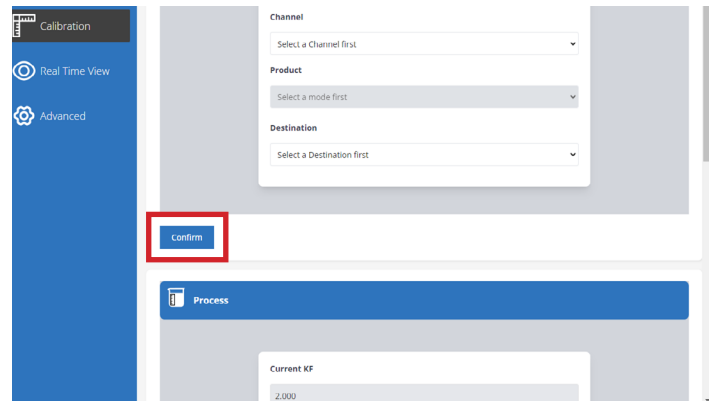 Calibration
Real Time View
Advanced
Channel
Select a Channel first
Product
Select a mode first
Destination
Select a Destination first
Confirm
Process
Current KF
2.000